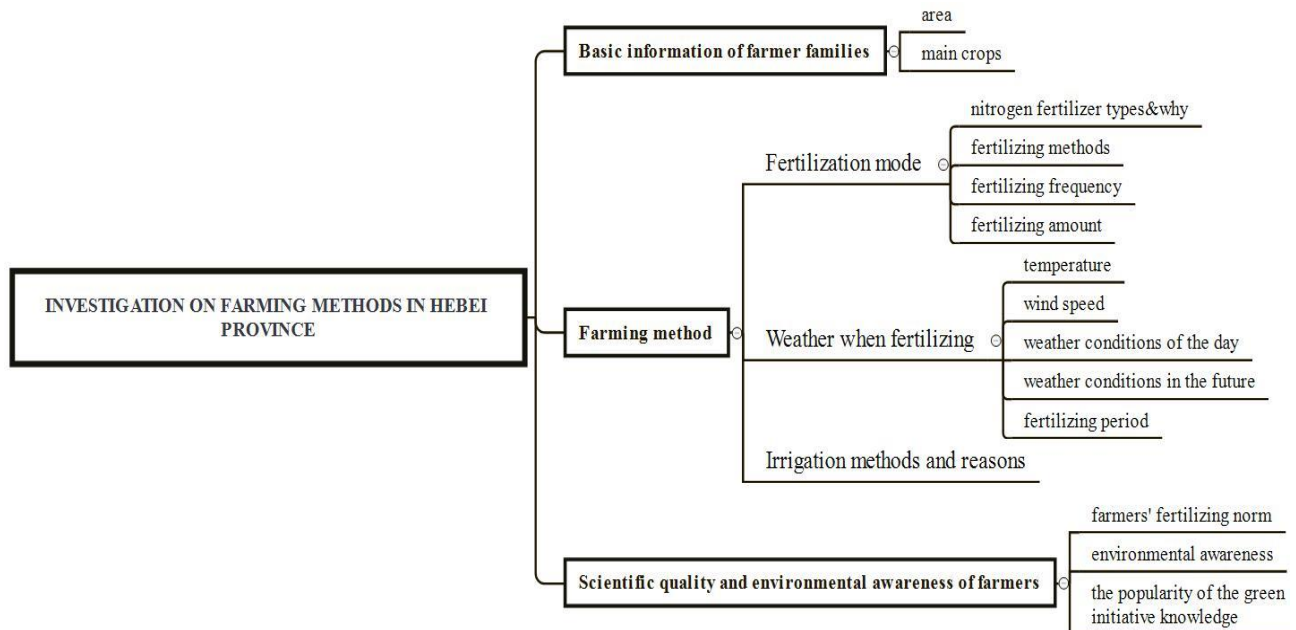 INVESTIGATION ON FARMING METHODS IN HEBEI
PROVINCE
Basic information of farmer families
area
main crops
Farming method
Fertilization mode
nitrogen fertilizer types&why
fertilizing methods
fertilizing frequency
fertilizing amount
Weather when fertilizing
temperature
wind speed
weather conditions of the day
weather conditions in the future
fertilizing period
Irrigation methods and reasons
Scientific quality and environmental awareness of farmers
farmers' fertilizing norm
environmental awareness
the popularity of the green
initiative knowledge